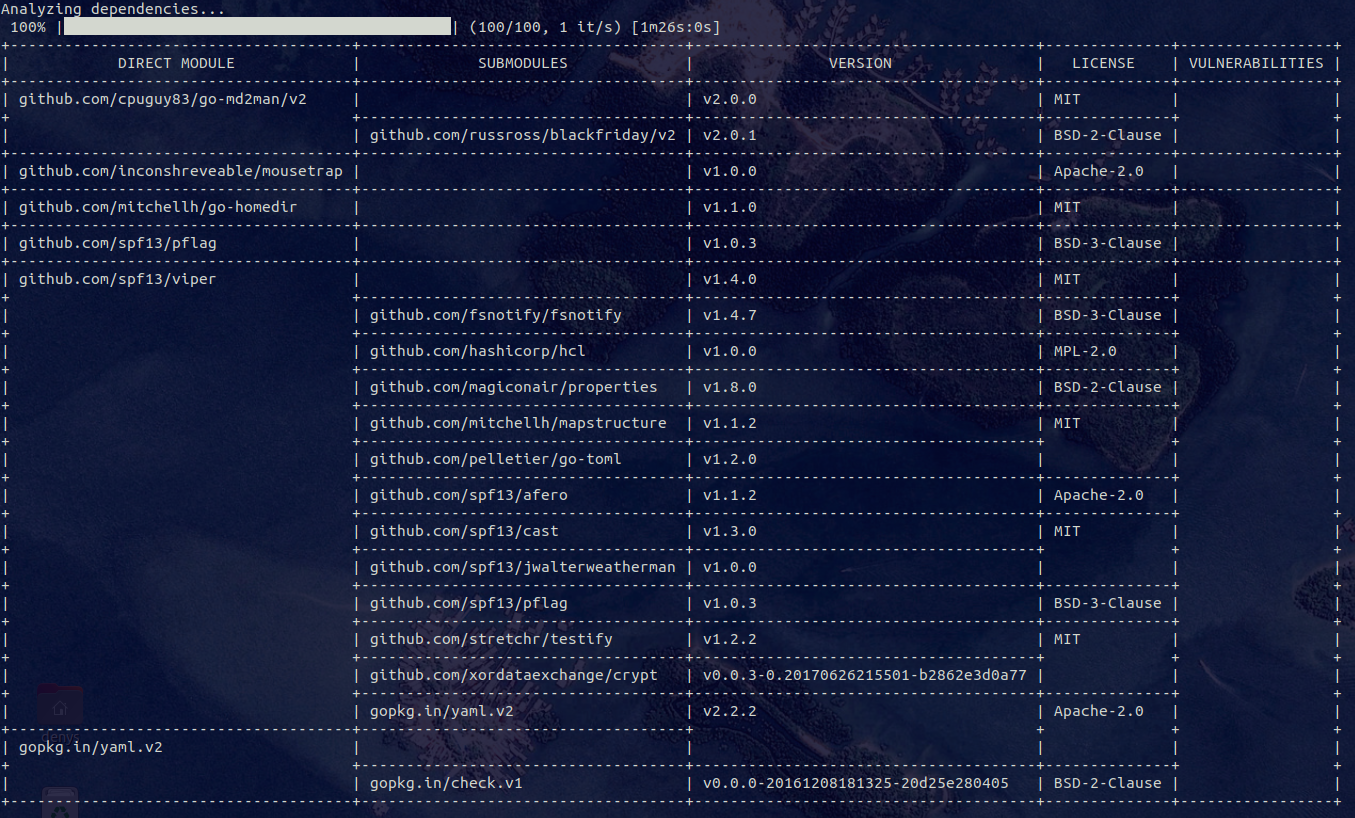 Analyzing dependencies...
100% | | (100/100, 1 it/s) [1m26s:0s]
DIRECT MODULE | SUBMODULES | VERSION | LICENSE | VULNERABILITIES
github.com/cpuguy83/go-md2man/v2 | | v2.0.0 | MIT |
| github.com/russross/blackfriday/v2 | v2.0.1 | BSD-2-Clause |
github.com/inconshreveable/mousetrap | | v1.0.0 | Apache-2.0 |
github.com/mitchellh/go-homedir | | v1.1.0 | MIT |
github.com/spf13/pflag | | v1.0.3 | BSD-3-Clause |
github.com/spf13/viper | | v1.4.0 | MIT |
| github.com/fsnotify/fsnotify | v1.4.7 | BSD-3-Clause |
| github.com/hashicorp/hcl | v1.0.0 | MPL-2.0 |
| github.com/magiconair/properties | v1.8.0 | BSD-2-Clause |
| github.com/mitchellh/mapstructure | v1.1.2 | MIT |
| github.com/pelletier/go-toml | v1.2.0 | |
| github.com/spf13/afero | v1.1.2 | Apache-2.0 |
| github.com/spf13/cast | v1.3.0 | MIT |
| github.com/spf13/jwalterweatherman | v1.0.0 | |
| github.com/spf13/pflag | v1.0.3 | BSD-3-Clause |
| github.com/stretchr/testify | v1.2.2 | MIT |
| github.com/xordataexchange/crypt | v0.0.3-0.20170626215501-b2862e3d0a77 | |
| gopkg.in/yaml.v2 | v2.2.2 | Apache-2.0 |
denys
gopkg.in/yaml.v2 | | | |
| gopkg.in/check.v1 | v0.0.0-20161208181325-20d25e280405 | BSD-2-Clause |